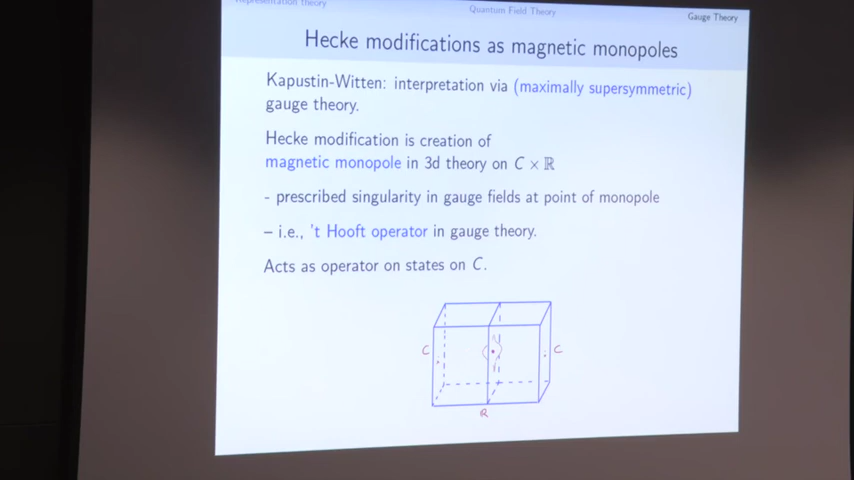 Representation theory
Quantum Field Theory
Gauge Theory
Hecke modifications as magnetic monopoles
Kapustin-Witten: interpretation via (maximally supersymmetric)
gauge theory.
Hecke modification is creation of
magnetic monopole in 3d theory on C × ℝ
- prescribed singularity in gauge fields at point of monopole
– i.e., 't Hooft operator in gauge theory.
Acts as operator on states on C.
C
C
R